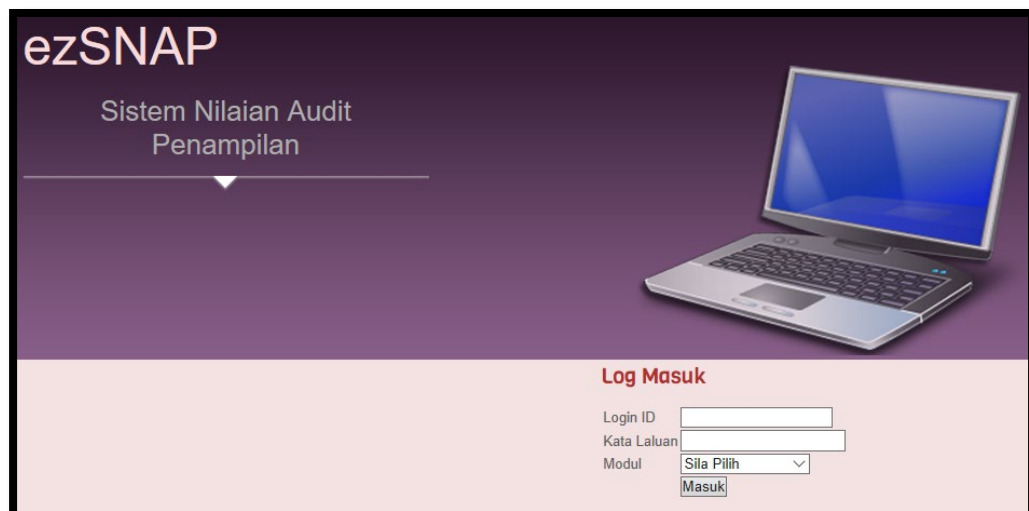 ezSNAP
Sistem Nilaian Audit
Penampilan
Log Masuk
Login ID
Kata Laluan
Modul Sila Pilih
Masuk